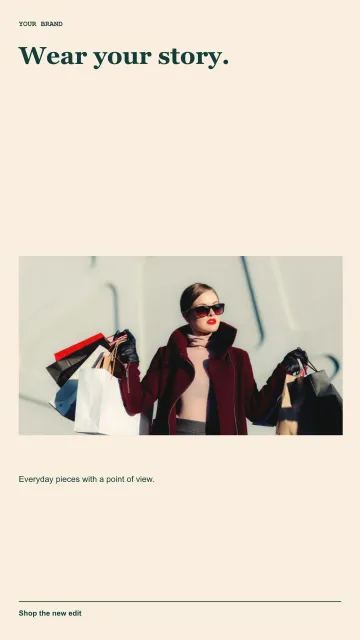 YOUR BRAND
Wear your story.
Everyday pieces with a point of view.
Shop the new edit